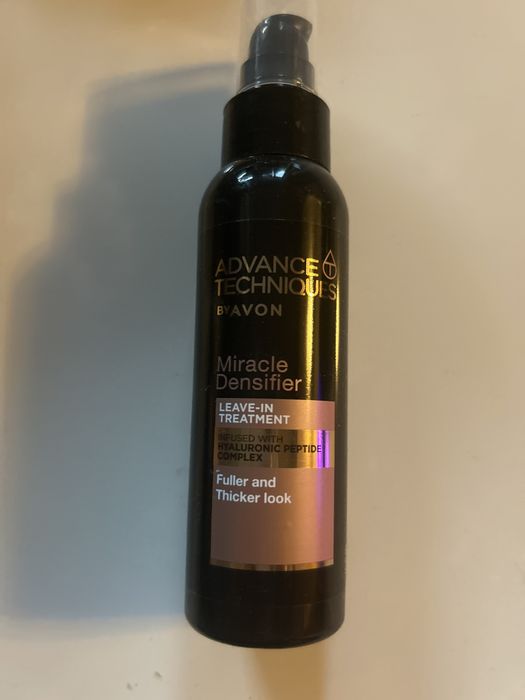 ADVANCE
TECHNIQUES
BY AVON
Miracle
Densifier
LEAVE-IN
TREATMENT
INFUSED WITH
HYALURONIC PEPTIDE
COMPLEX
Fuller and
Thicker look